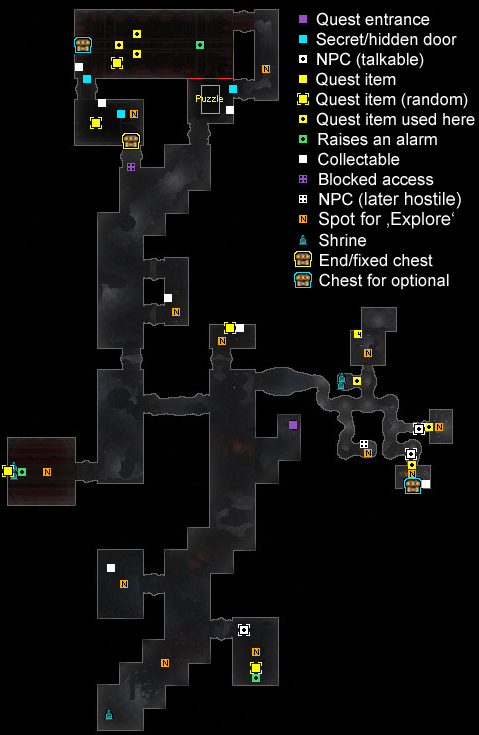 Quest entrance
Secret/hidden door
NPC (talkable)
Quest item
Quest item (random)
Quest item used here
Raises an alarm
Collectable
Blocked access
NPC (later hostile)
Spot for ‚Explore‘
Shrine
End/fixed chest
Chest for optional
Puzzle